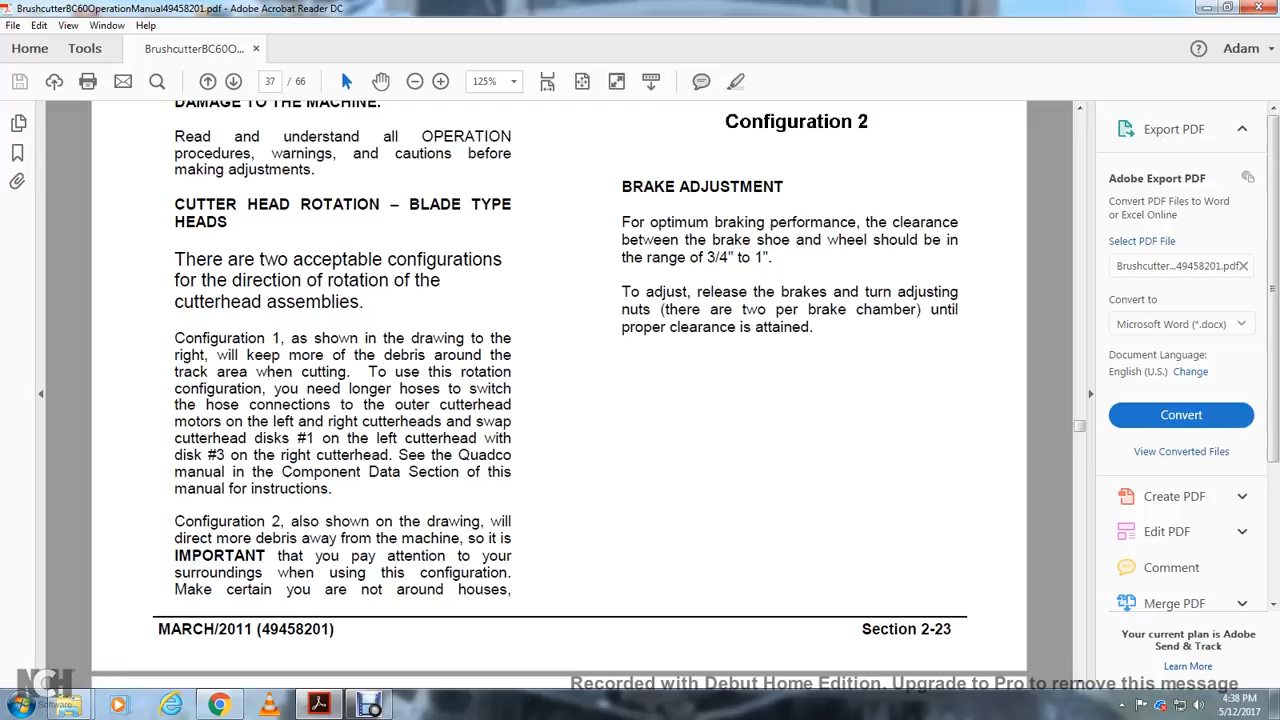 BrushcutterBC60OperationManual49458201.pdf - Adobe Acrobat Reader DC
File Edit View Window Help
Home Tools BrushcutterBC60O... × Adam
37 / 66 125%
DAMAGE TO THE MACHINE.
Read and understand all OPERATION
procedures, warnings, and cautions before
making adjustments.
CUTTER HEAD ROTATION – BLADE TYPE
HEADS
There are two acceptable configurations
for the direction of rotation of the
cutterhead assemblies.
Configuration 1, as shown in the drawing to the
right, will keep more of the debris around the
track area when cutting. To use this rotation
configuration, you need longer hoses to switch
the hose connections to the outer cutterhead
motors on the left and right cutterheads and swap
cutterhead disks #1 on the left cutterhead with
disk #3 on the right cutterhead. See the Quadco
manual in the Component Data Section of this
manual for instructions.
Configuration 2, also shown on the drawing, will
direct more debris away from the machine, so it is
IMPORTANT that you pay attention to your
surroundings when using this configuration.
Make certain you are not around houses,
Configuration 2
BRAKE ADJUSTMENT
For optimum braking performance, the clearance
between the brake shoe and wheel should be in
the range of 3/4" to 1".
To adjust, release the brakes and turn adjusting
nuts (there are two per brake chamber) until
proper clearance is attained.
MARCH/2011 (49458201) Section 2-23
Export PDF
Adobe Export PDF
Convert PDF Files to Word
or Excel Online
Select PDF File
Brushcutter...49458201.pdf ×
Convert to
Microsoft Word (*.docx)
Document Language:
English (U.S.) Change
Convert
View Converted Files
Create PDF
Edit PDF
Comment
Merge PDF
Your current plan is Adobe
Send & Track
Learn More
Recorded with Debut Home Edition. Upgrade to Pro to remove this message
NCH Software
4:38 PM
5/12/2017